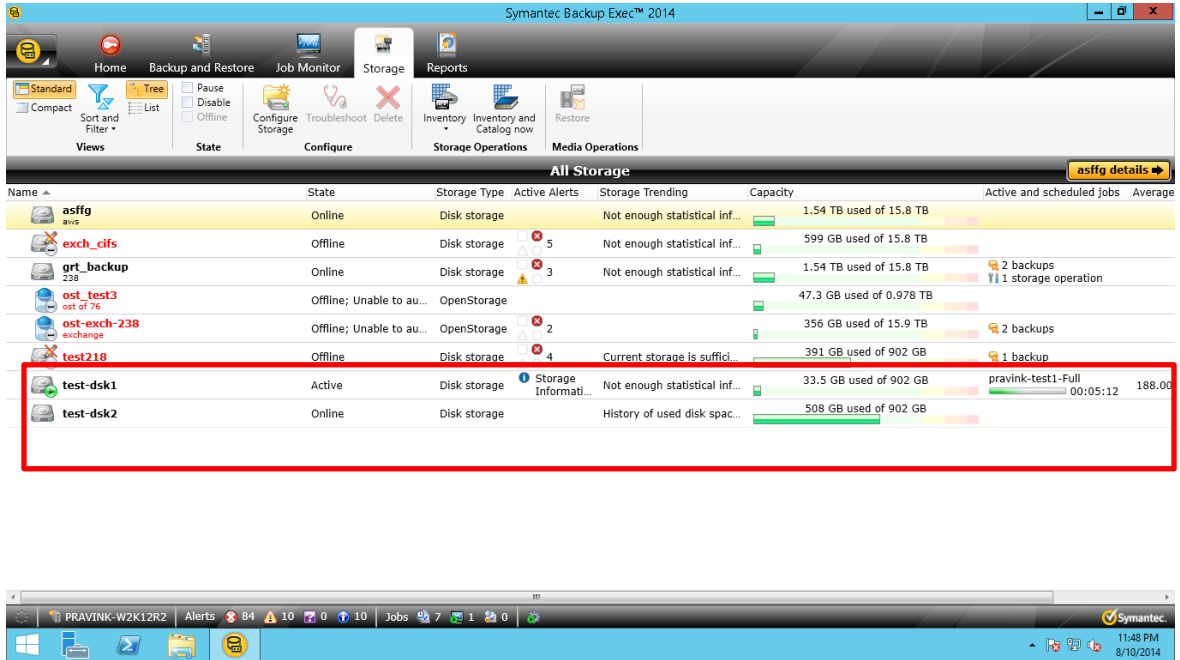 Symantec Backup Exec™ 2014
Home Backup and Restore Job Monitor Storage Reports
Standard
Compact
Sort and
Filter
Tree
List
Views
Pause
Disable
Offline
State
Configure
Storage
Troubleshoot
Delete
Configure
Inventory
Inventory and
Catalog now
Storage Operations
Restore
Media Operations
All Storage
asffg details
Name State Storage Type Active Alerts Storage Trending Capacity Active and scheduled jobs Average
asffg Online Disk storage Not enough statistical inf... 1.54 TB used of 15.8 TB
aws
exch_cifs Offline Disk storage 5 Not enough statistical inf... 599 GB used of 15.8 TB
grt_backup Online Disk storage 3 Not enough statistical inf... 1.54 TB used of 15.8 TB 2 backups
238 1 storage operation
ost_test3 Offline; Unable to au... OpenStorage 47.3 GB used of 0.978 TB
ost of 76
ost-exch-238 Offline; Unable to au... OpenStorage 2 356 GB used of 15.9 TB 2 backups
exchange
test218 Offline Disk storage 4 Current storage is suffici... 391 GB used of 902 GB 1 backup
test-dsk1 Active Disk storage Storage Not enough statistical inf... 33.5 GB used of 902 GB pravink-test1-Full 188.00
Informati... 00:05:12
test-dsk2 Online Disk storage History of used disk spac... 508 GB used of 902 GB
PRAVINK-W2K12R2 Alerts 84 10 0 10 Jobs 7 1 0 Symantec.
11:48 PM
8/10/2014